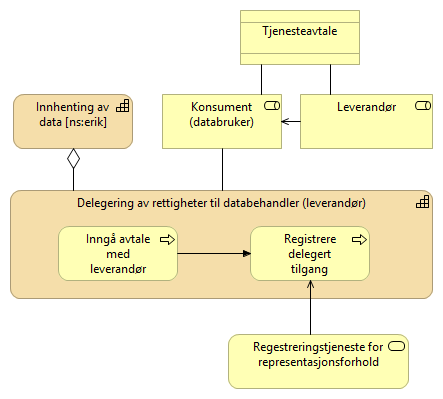 Tjenesteavtale
Innhenting av
data [ns:erik]
Konsument
(databruker)
Leverandør
Delegering av rettigheter til databehandler (leverandør)
Inngå avtale
med
leverandør
Registrere
delegert
tilgang
Regestreringstjeneste for
representasjonsforhold